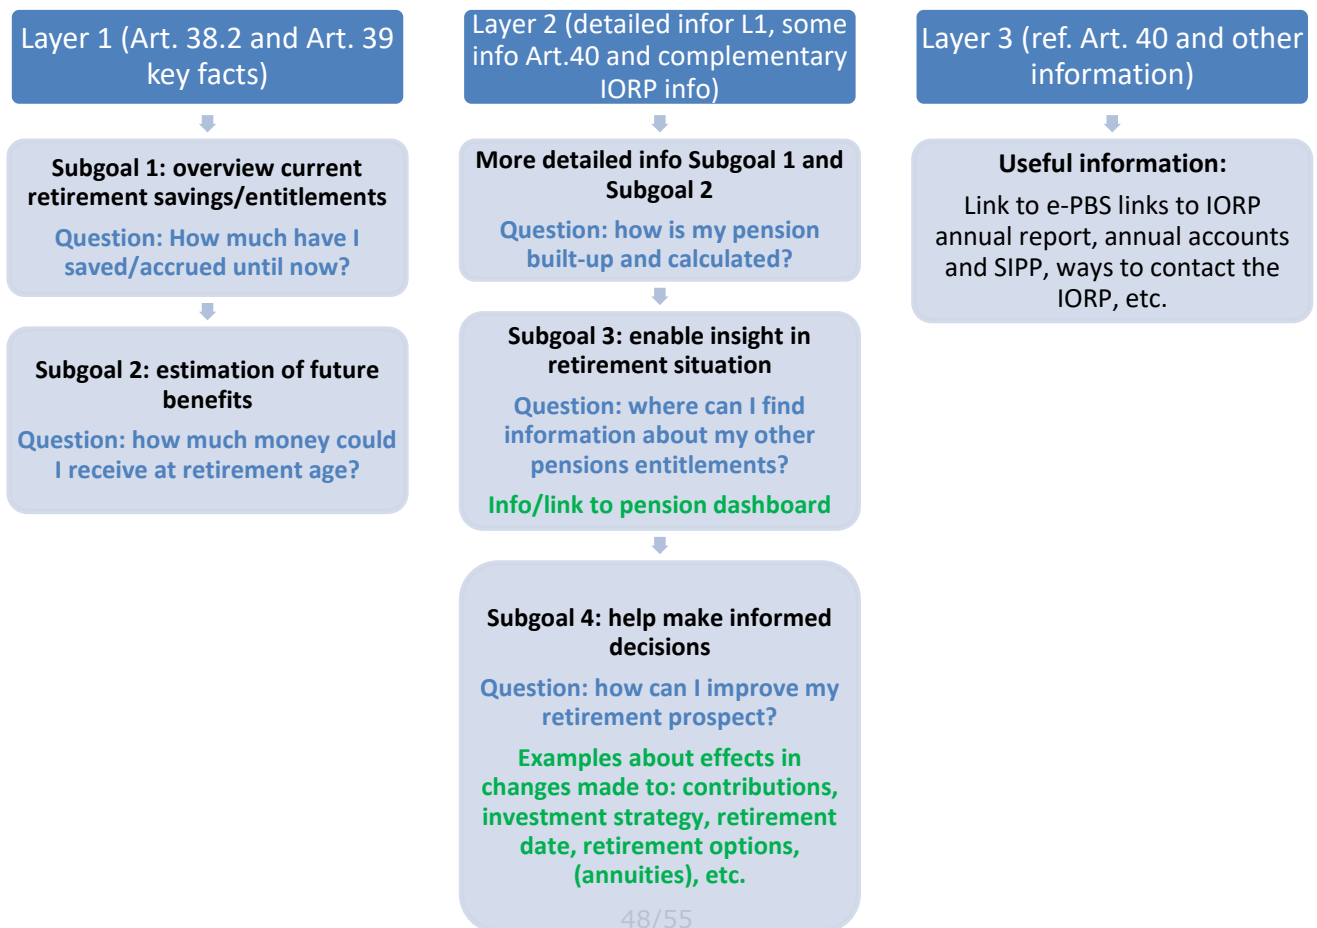 Layer 1 (Art. 38.2 and Art. 39
key facts)
Subgoal 1: overview current
retirement savings/entitlements
Question: How much have I
saved/accrued until now?
Subgoal 2: estimation of future
benefits
Question: how much money could
I receive at retirement age?
Layer 2 (detailed infor L1, some
info Art.40 and complementary
IORP info)
More detailed info Subgoal 1 and
Subgoal 2
Question: how is my pension
built-up and calculated?
Subgoal 3: enable insight in
retirement situation
Question: where can I find
information about my other
pensions entitlements?
Info/link to pension dashboard
Subgoal 4: help make informed
decisions
Question: how can I improve my
retirement prospect?
Examples about effects in
changes made to: contributions,
investment strategy, retirement
date, retirement options,
(annuities), etc.
Layer 3 (ref. Art. 40 and other
information)
Useful information:
Link to e-PBS links to IORP
annual report, annual accounts
and SIPP, ways to contact the
IORP, etc.
48/55